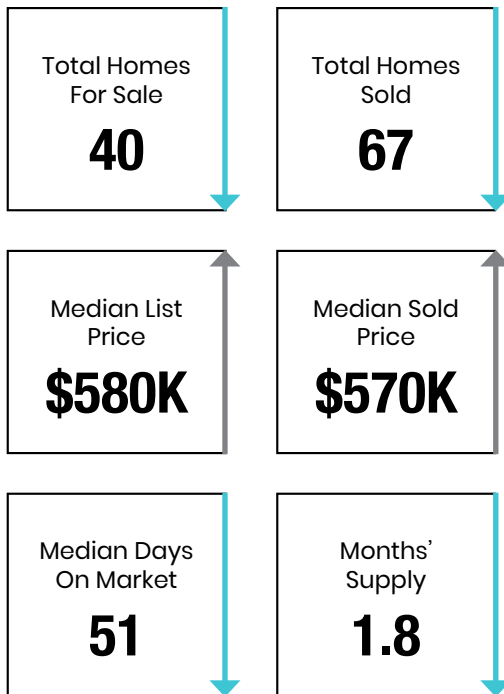 Total Homes
For Sale
40
Total Homes
Sold
67
Median List
Price
$580K
Median Sold
Price
$570K
Median Days
On Market
51
Months’
Supply
1.8